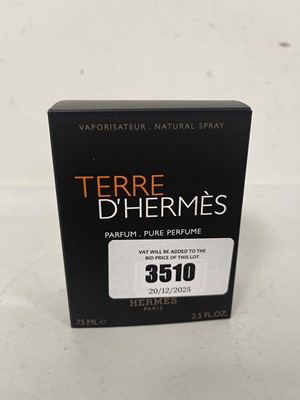 VAPORISATEUR . NATURAL SPRAY
TERRE
D'HERMÈS
PARFUM . PURE PERFUME
VAT WILL BE ADDED TO THE
BID PRICE OF THIS LOT
3510
20/12/2025
HERMÈS
PARIS
75 ML ℮ 2.5 FL.OZ.